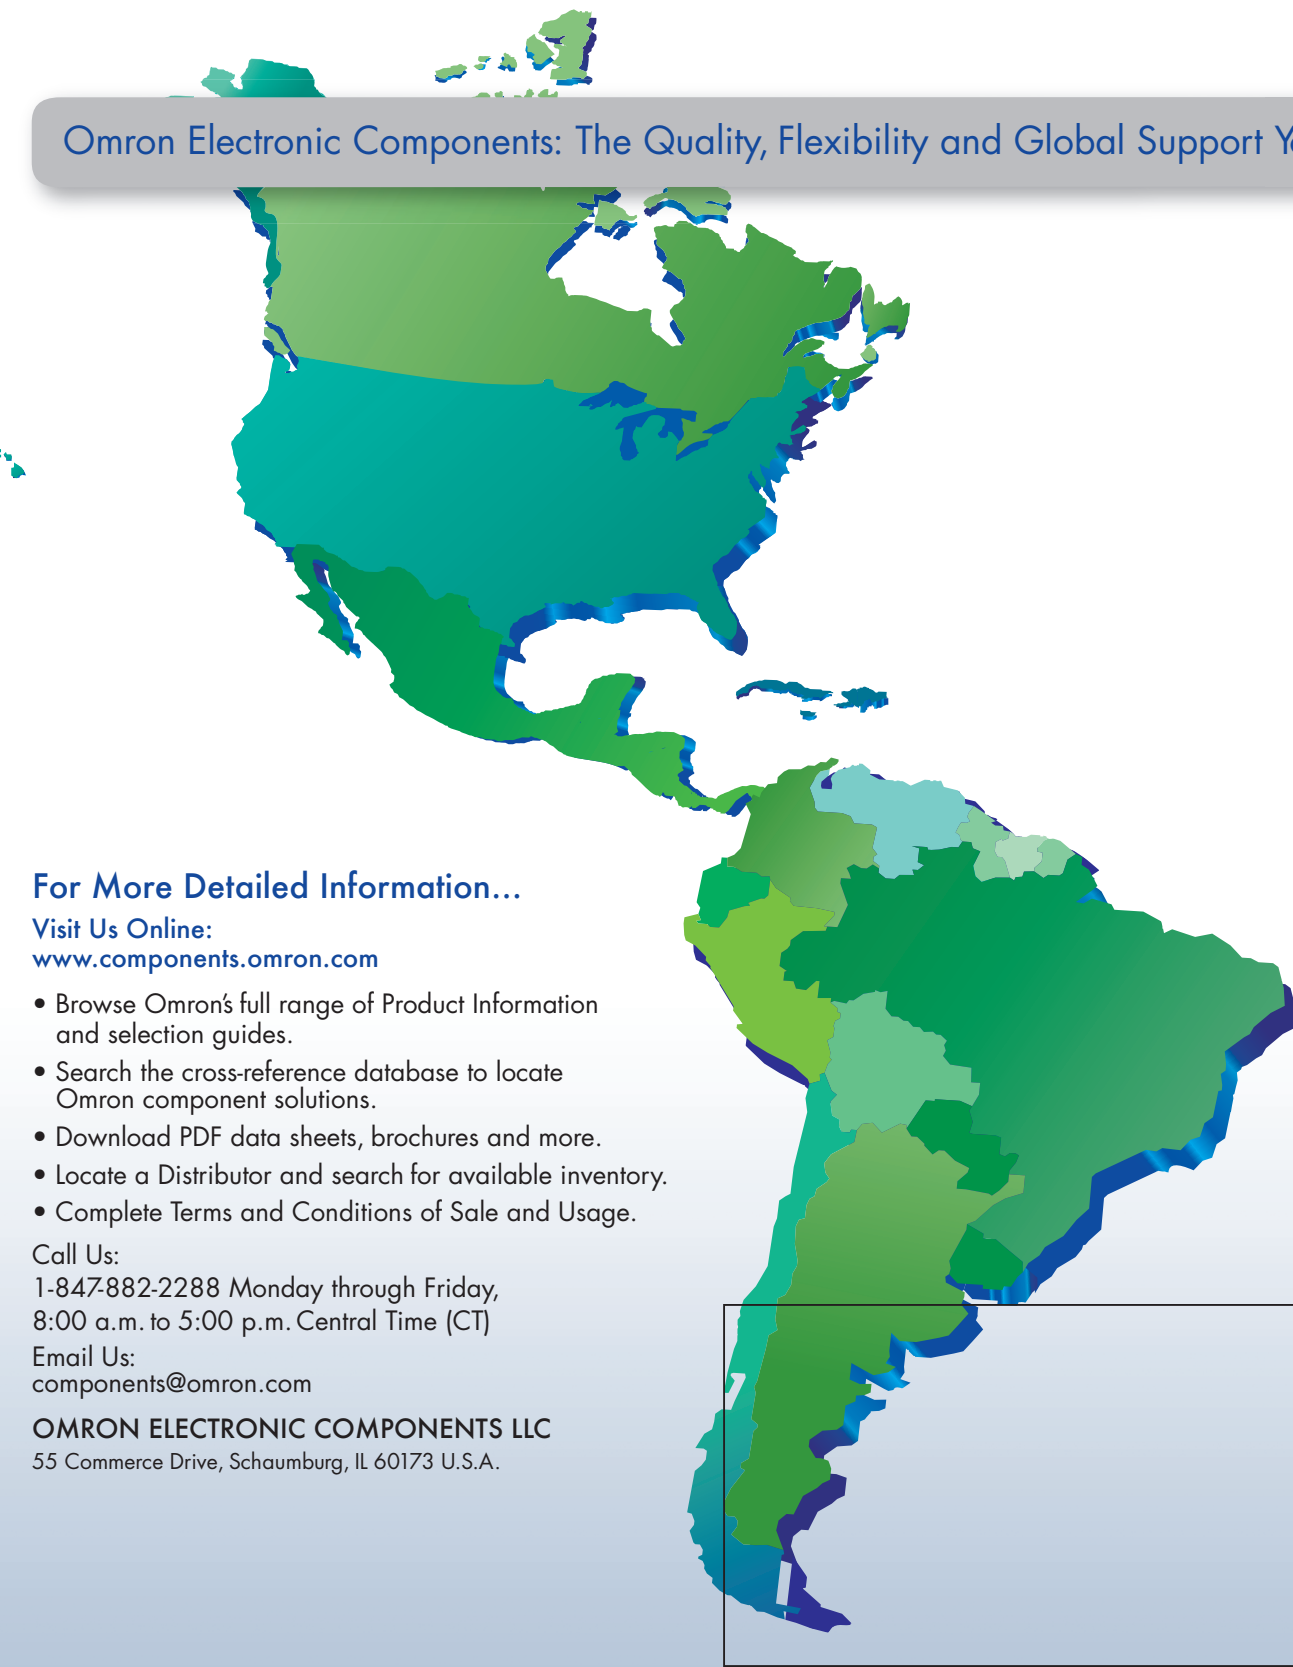 Omron Electronic Components: The Quality, Flexibility and Global Support
For More Detailed Information...
Visit Us Online:
www.components.omron.com
• Browse Omron's full range of Product Information
and selection guides.
• Search the cross-reference database to locate
Omron component solutions.
• Download PDF data sheets, brochures and more.
• Locate a Distributor and search for available inventory.
• Complete Terms and Conditions of Sale and Usage.
Call Us:
1-847-882-2288 Monday through Friday,
8:00 a.m. to 5:00 p.m. Central Time (CT)
Email Us:
components@omron.com
OMRON ELECTRONIC COMPONENTS LLC
55 Commerce Drive, Schaumburg, IL 60173 U.S.A.